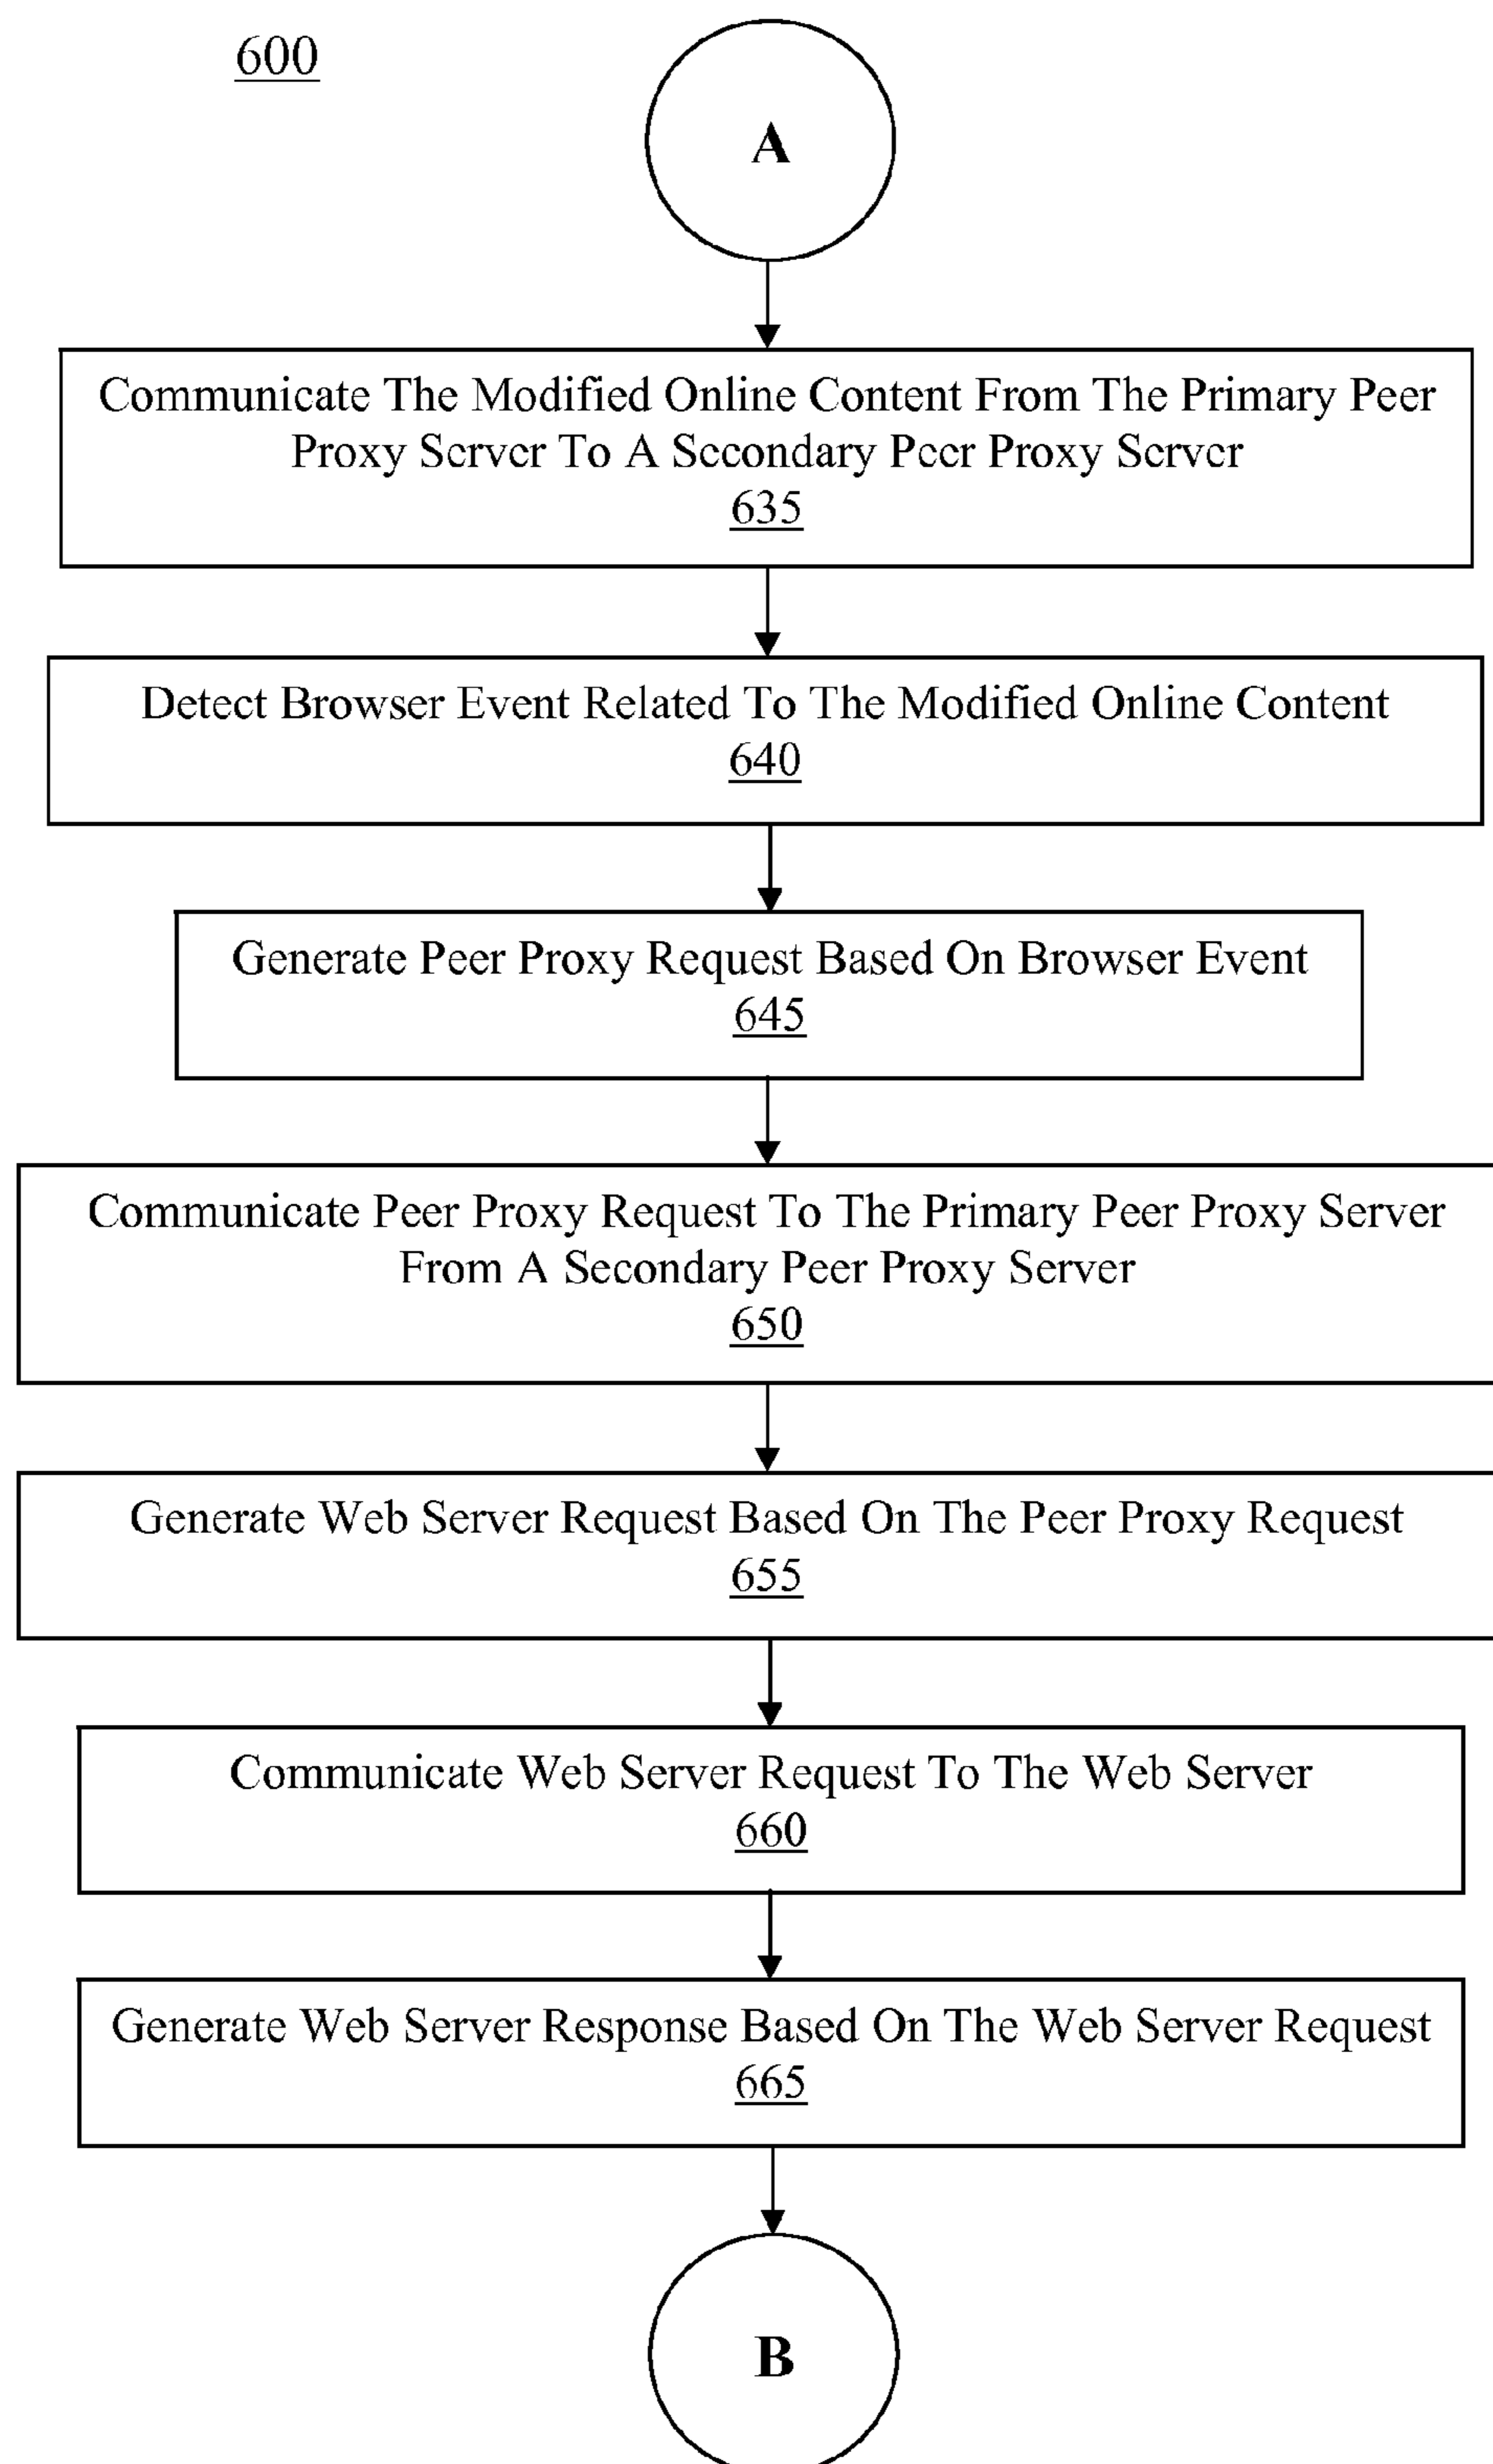 600
A
Communicate The Modified Online Content From The Primary Peer
Proxy Server To A Secondary Peer Proxy Server
635
Detect Browser Event Related To The Modified Online Content
640
Generate Peer Proxy Request Based On Browser Event
645
Communicate Peer Proxy Request To The Primary Peer Proxy Server
From A Secondary Peer Proxy Server
650
Generate Web Server Request Based On The Peer Proxy Request
655
Communicate Web Server Request To The Web Server
660
Generate Web Server Response Based On The Web Server Request
665
B